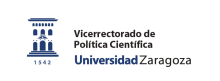 Vicerrectorado de
Política Científica
Universidad Zaragoza
1542